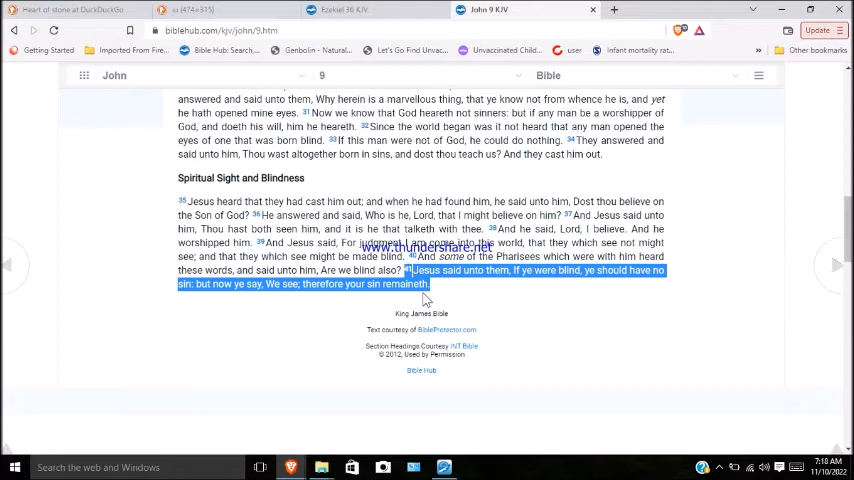 Heart of stone at DuckDuckGo
(474×315)
Ezekiel 36 KJV
John 9 KJV
biblehub.com/kjv/john/9.htm
Update
Getting Started
Imported From Fire...
Bible Hub: Search,...
Genbolin - Natural...
Let's Go Find Unvac...
Unvaccinated Child...
user
Infant mortality rat...
Other bookmarks
John
9
Bible
answered and said unto them, Why herein is a marvellous thing, that ye know not from whence he is, and yet
he hath opened mine eyes. 31 Now we know that God heareth not sinners: but if any man be a worshipper of
God, and doeth his will, him he heareth. 32 Since the world began was it not heard that any man opened the
eyes of one that was born blind. 33 If this man were not of God, he could do nothing. 34 They answered and
said unto him, Thou wast altogether born in sins, and dost thou teach us? And they cast him out.
Spiritual Sight and Blindness
35 Jesus heard that they had cast him out; and when he had found him, he said unto him, Dost thou believe on
the Son of God? 36 He answered and said, Who is he, Lord, that I might believe on him? 37 And Jesus said unto
him, Thou hast both seen him, and it is he that talketh with thee. 38 And he said, Lord, I believe. And he
worshipped him. 39 And Jesus said, For judgment I am come into this world, that they which see not might
www.thundershare.net
see; and that they which see might be made blind. 40 And some of the Pharisees which were with him heard
these words, and said unto him, Are we blind also? 41 Jesus said unto them, If ye were blind, ye should have no
sin: but now ye say, We see; therefore your sin remaineth.
King James Bible
Text courtesy of BibleProtector.com
Section Headings Courtesy INT Bible
© 2012, Used by Permission
Bible Hub
Search the web and Windows
7:18 AM
11/10/2022